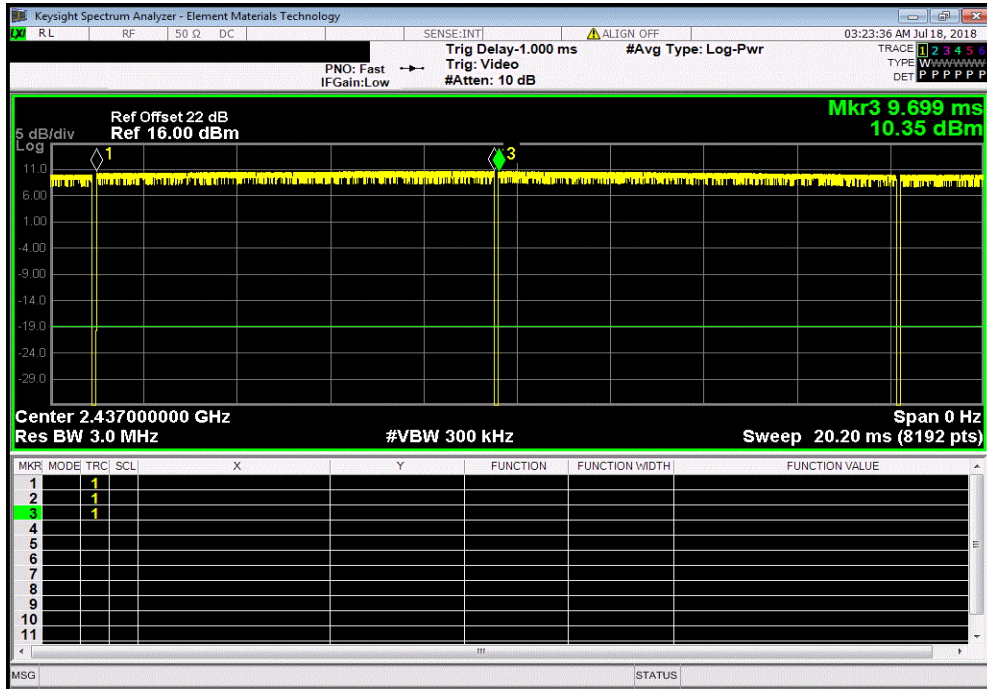 Keysight Spectrum Analyzer - Element Materials Technology
LXI RL RF 50 Ω DC SENSE:INT ALIGN OFF 03:23:36 AM Jul 18, 2018
Trig Delay-1.000 ms #Avg Type: Log-Pwr TRACE 1 2 3 4 5 6
PNO: Fast Trig: Video TYPE WWWWWW
IFGain:Low #Atten: 10 dB DET P P P P P P
Mkr3 9.699 ms
10.35 dBm
Ref Offset 22 dB
5 dB/div Ref 16.00 dBm
Log
1 3
11.0
6.00
1.00
-4.00
-9.00
-14.0
-19.0
-24.0
-29.0
Center 2.437000000 GHz Span 0 Hz
Res BW 3.0 MHz #VBW 300 kHz Sweep 20.20 ms (8192 pts)
MKR MODE TRC SCL X Y FUNCTION FUNCTION WIDTH FUNCTION VALUE
1 1
2 1
3 1
4
5
6
7
8
9
10
11
MSG STATUS